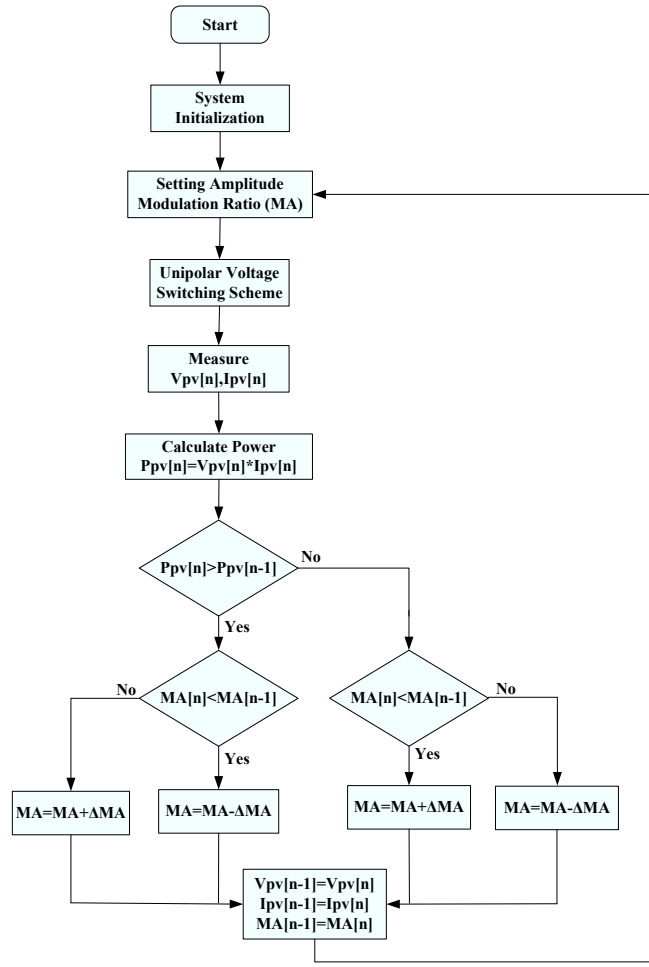 Start
System
Initialization
Setting Amplitude
Modulation Ratio (MA)
Unipolar Voltage
Switching Scheme
Measure
Vpv[n],Ipv[n]
Calculate Power
Ppv[n]=Vpv[n]*Ipv[n]
Ppv[n]>Ppv[n-1]
No
Yes
No
MA[n]<MA[n-1]
MA[n]<MA[n-1]
No
Yes
Yes
MA=MA+ΔMA
MA=MA-ΔMA
MA=MA+ΔMA
MA=MA-ΔMA
Vpv[n-1]=Vpv[n]
Ipv[n-1]=Ipv[n]
MA[n-1]=MA[n]